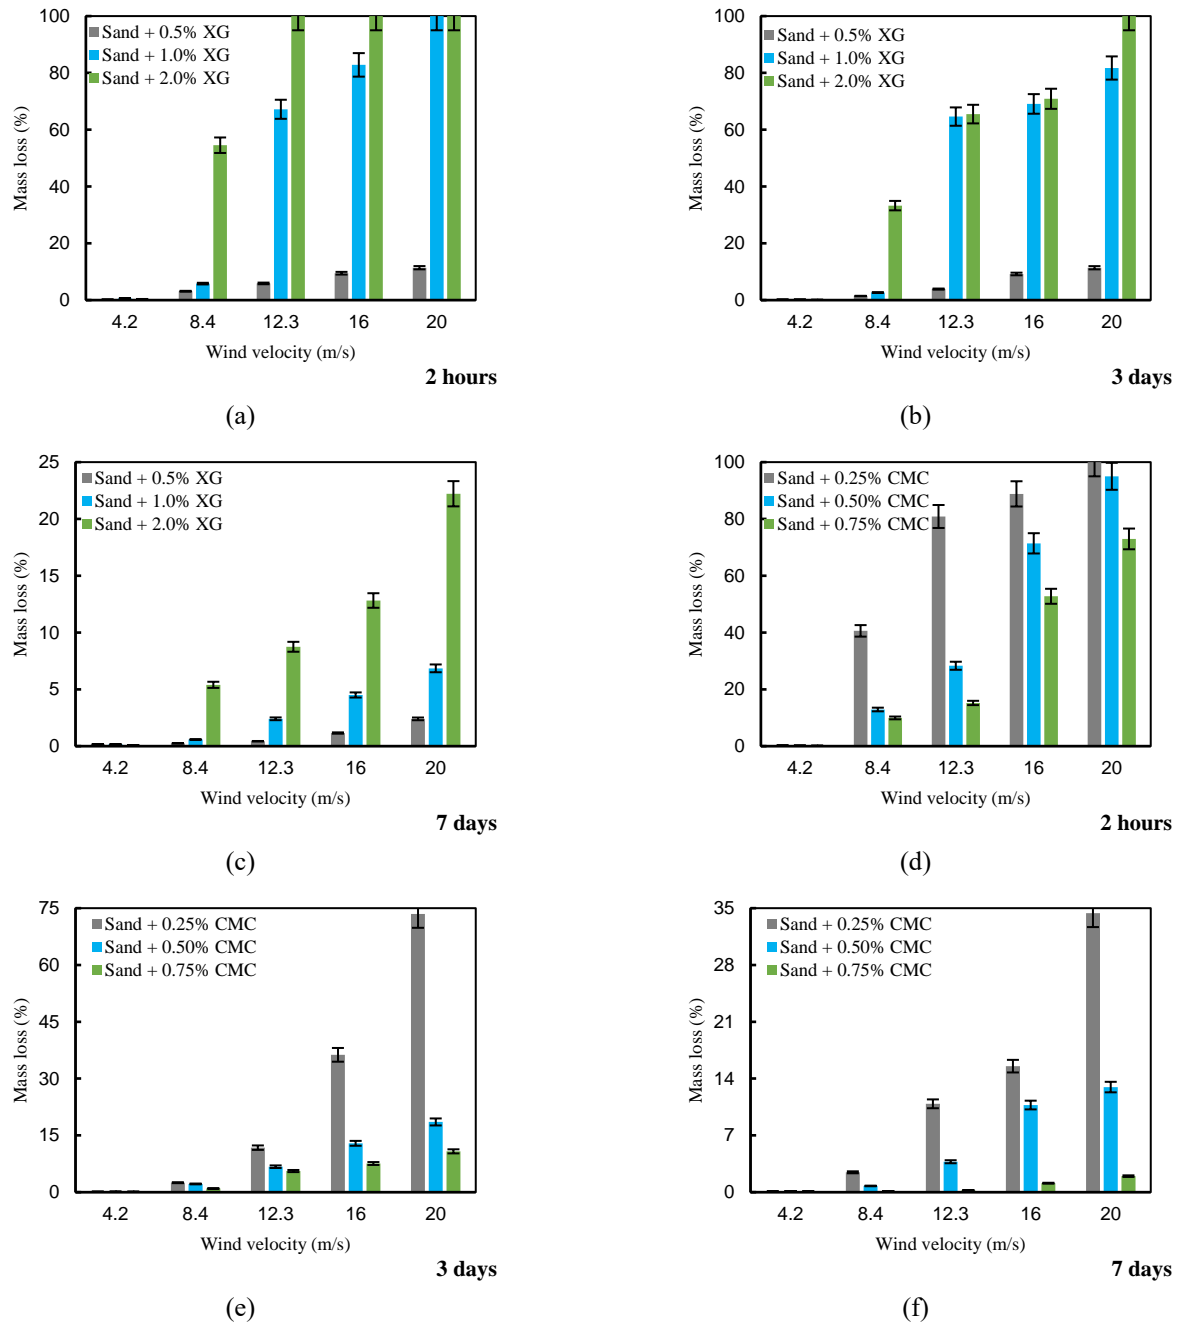 100
80
60
40
20
0
Mass loss (%)
Sand + 0.5% XG
Sand + 1.0% XG
Sand + 2.0% XG
4.2 8.4 12.3 16 20
Wind velocity (m/s)
2 hours
(a)
100
80
60
40
20
0
Mass loss (%)
Sand + 0.5% XG
Sand + 1.0% XG
Sand + 2.0% XG
4.2 8.4 12.3 16 20
Wind velocity (m/s)
3 days
(b)
25
20
15
10
5
0
Mass loss (%)
Sand + 0.5% XG
Sand + 1.0% XG
Sand + 2.0% XG
4.2 8.4 12.3 16 20
Wind velocity (m/s)
7 days
(c)
100
80
60
40
20
0
Mass loss (%)
Sand + 0.25% CMC
Sand + 0.50% CMC
Sand + 0.75% CMC
4.2 8.4 12.3 16 20
Wind velocity (m/s)
2 hours
(d)
75
60
45
30
15
0
Mass loss (%)
Sand + 0.25% CMC
Sand + 0.50% CMC
Sand + 0.75% CMC
4.2 8.4 12.3 16 20
Wind velocity (m/s)
3 days
(e)
35
28
21
14
7
0
Mass loss (%)
Sand + 0.25% CMC
Sand + 0.50% CMC
Sand + 0.75% CMC
4.2 8.4 12.3 16 20
Wind velocity (m/s)
7 days
(f)